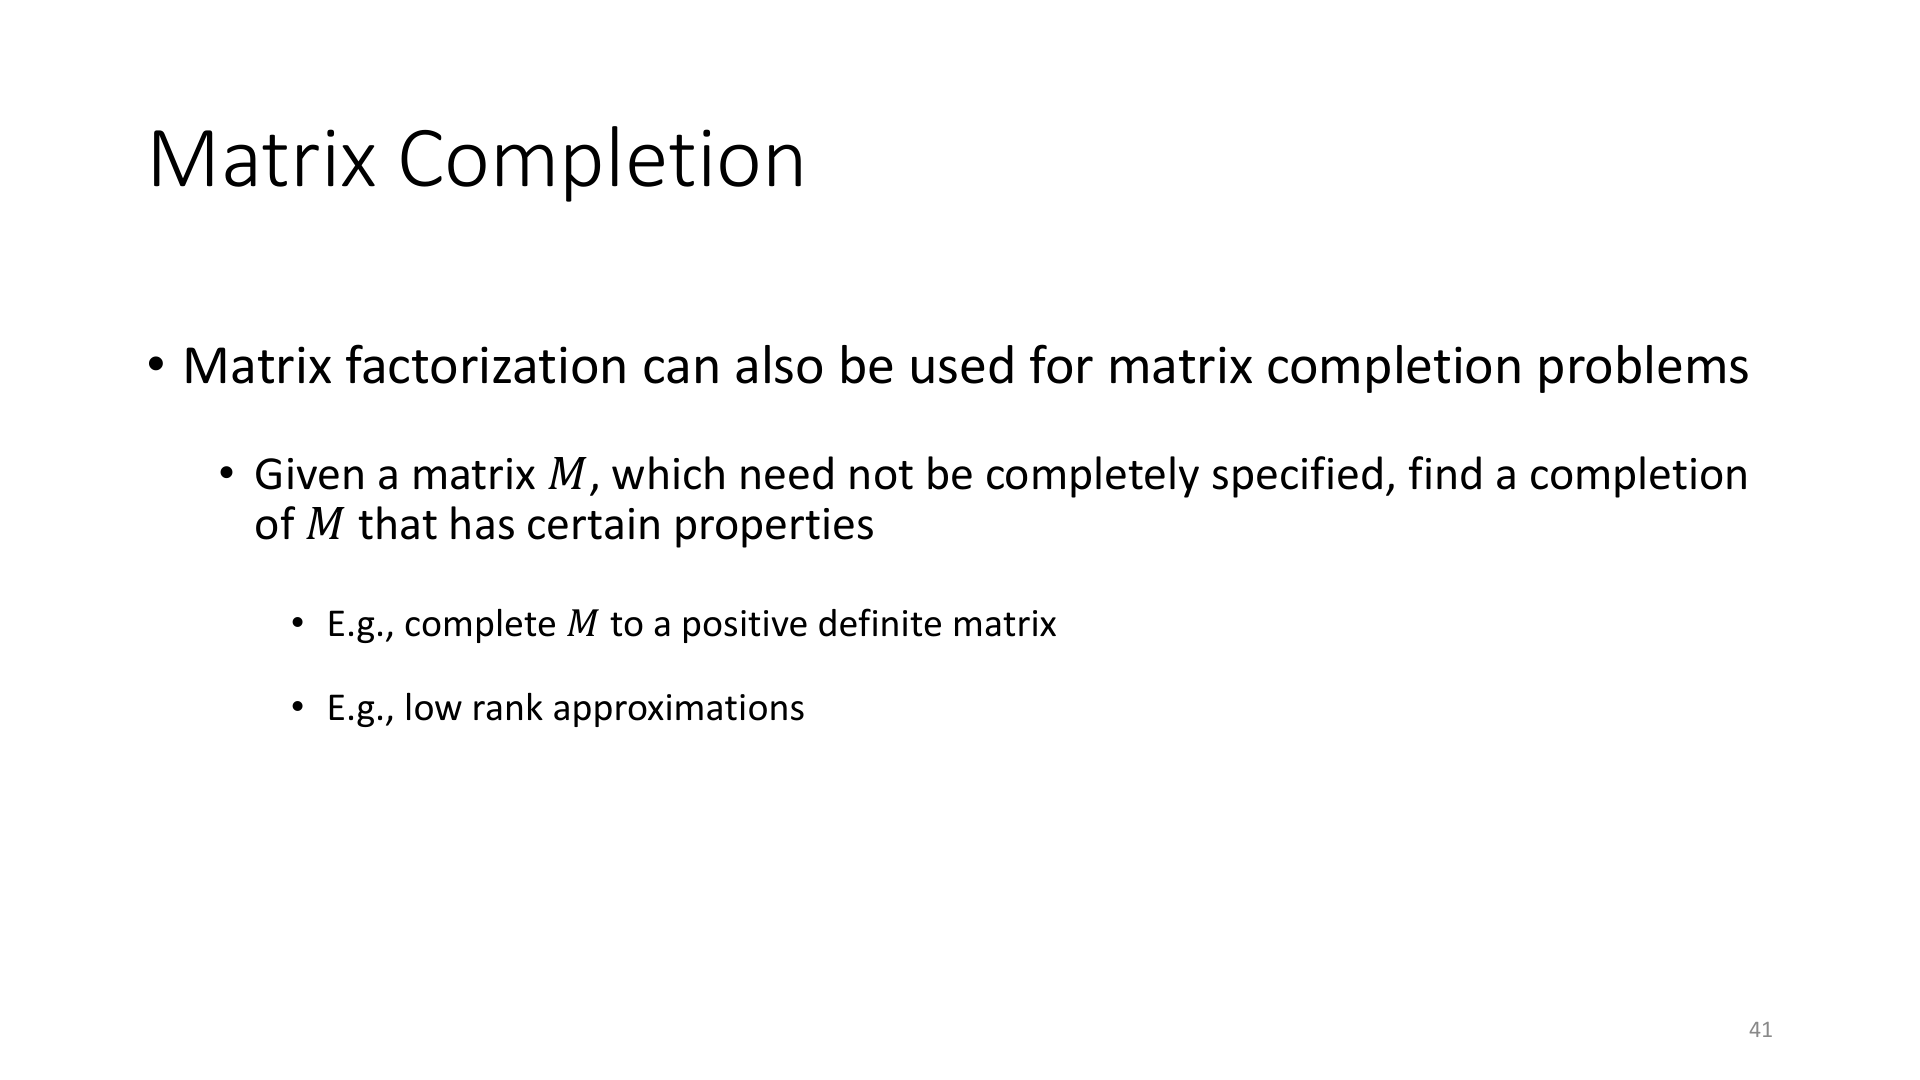 Matrix Completion
• Matrix factorization can also be used for matrix completion problems
• Given a matrix M, which need not be completely specified, find a completion
of M that has certain properties
• E.g., complete M to a positive definite matrix
• E.g., low rank approximations
41